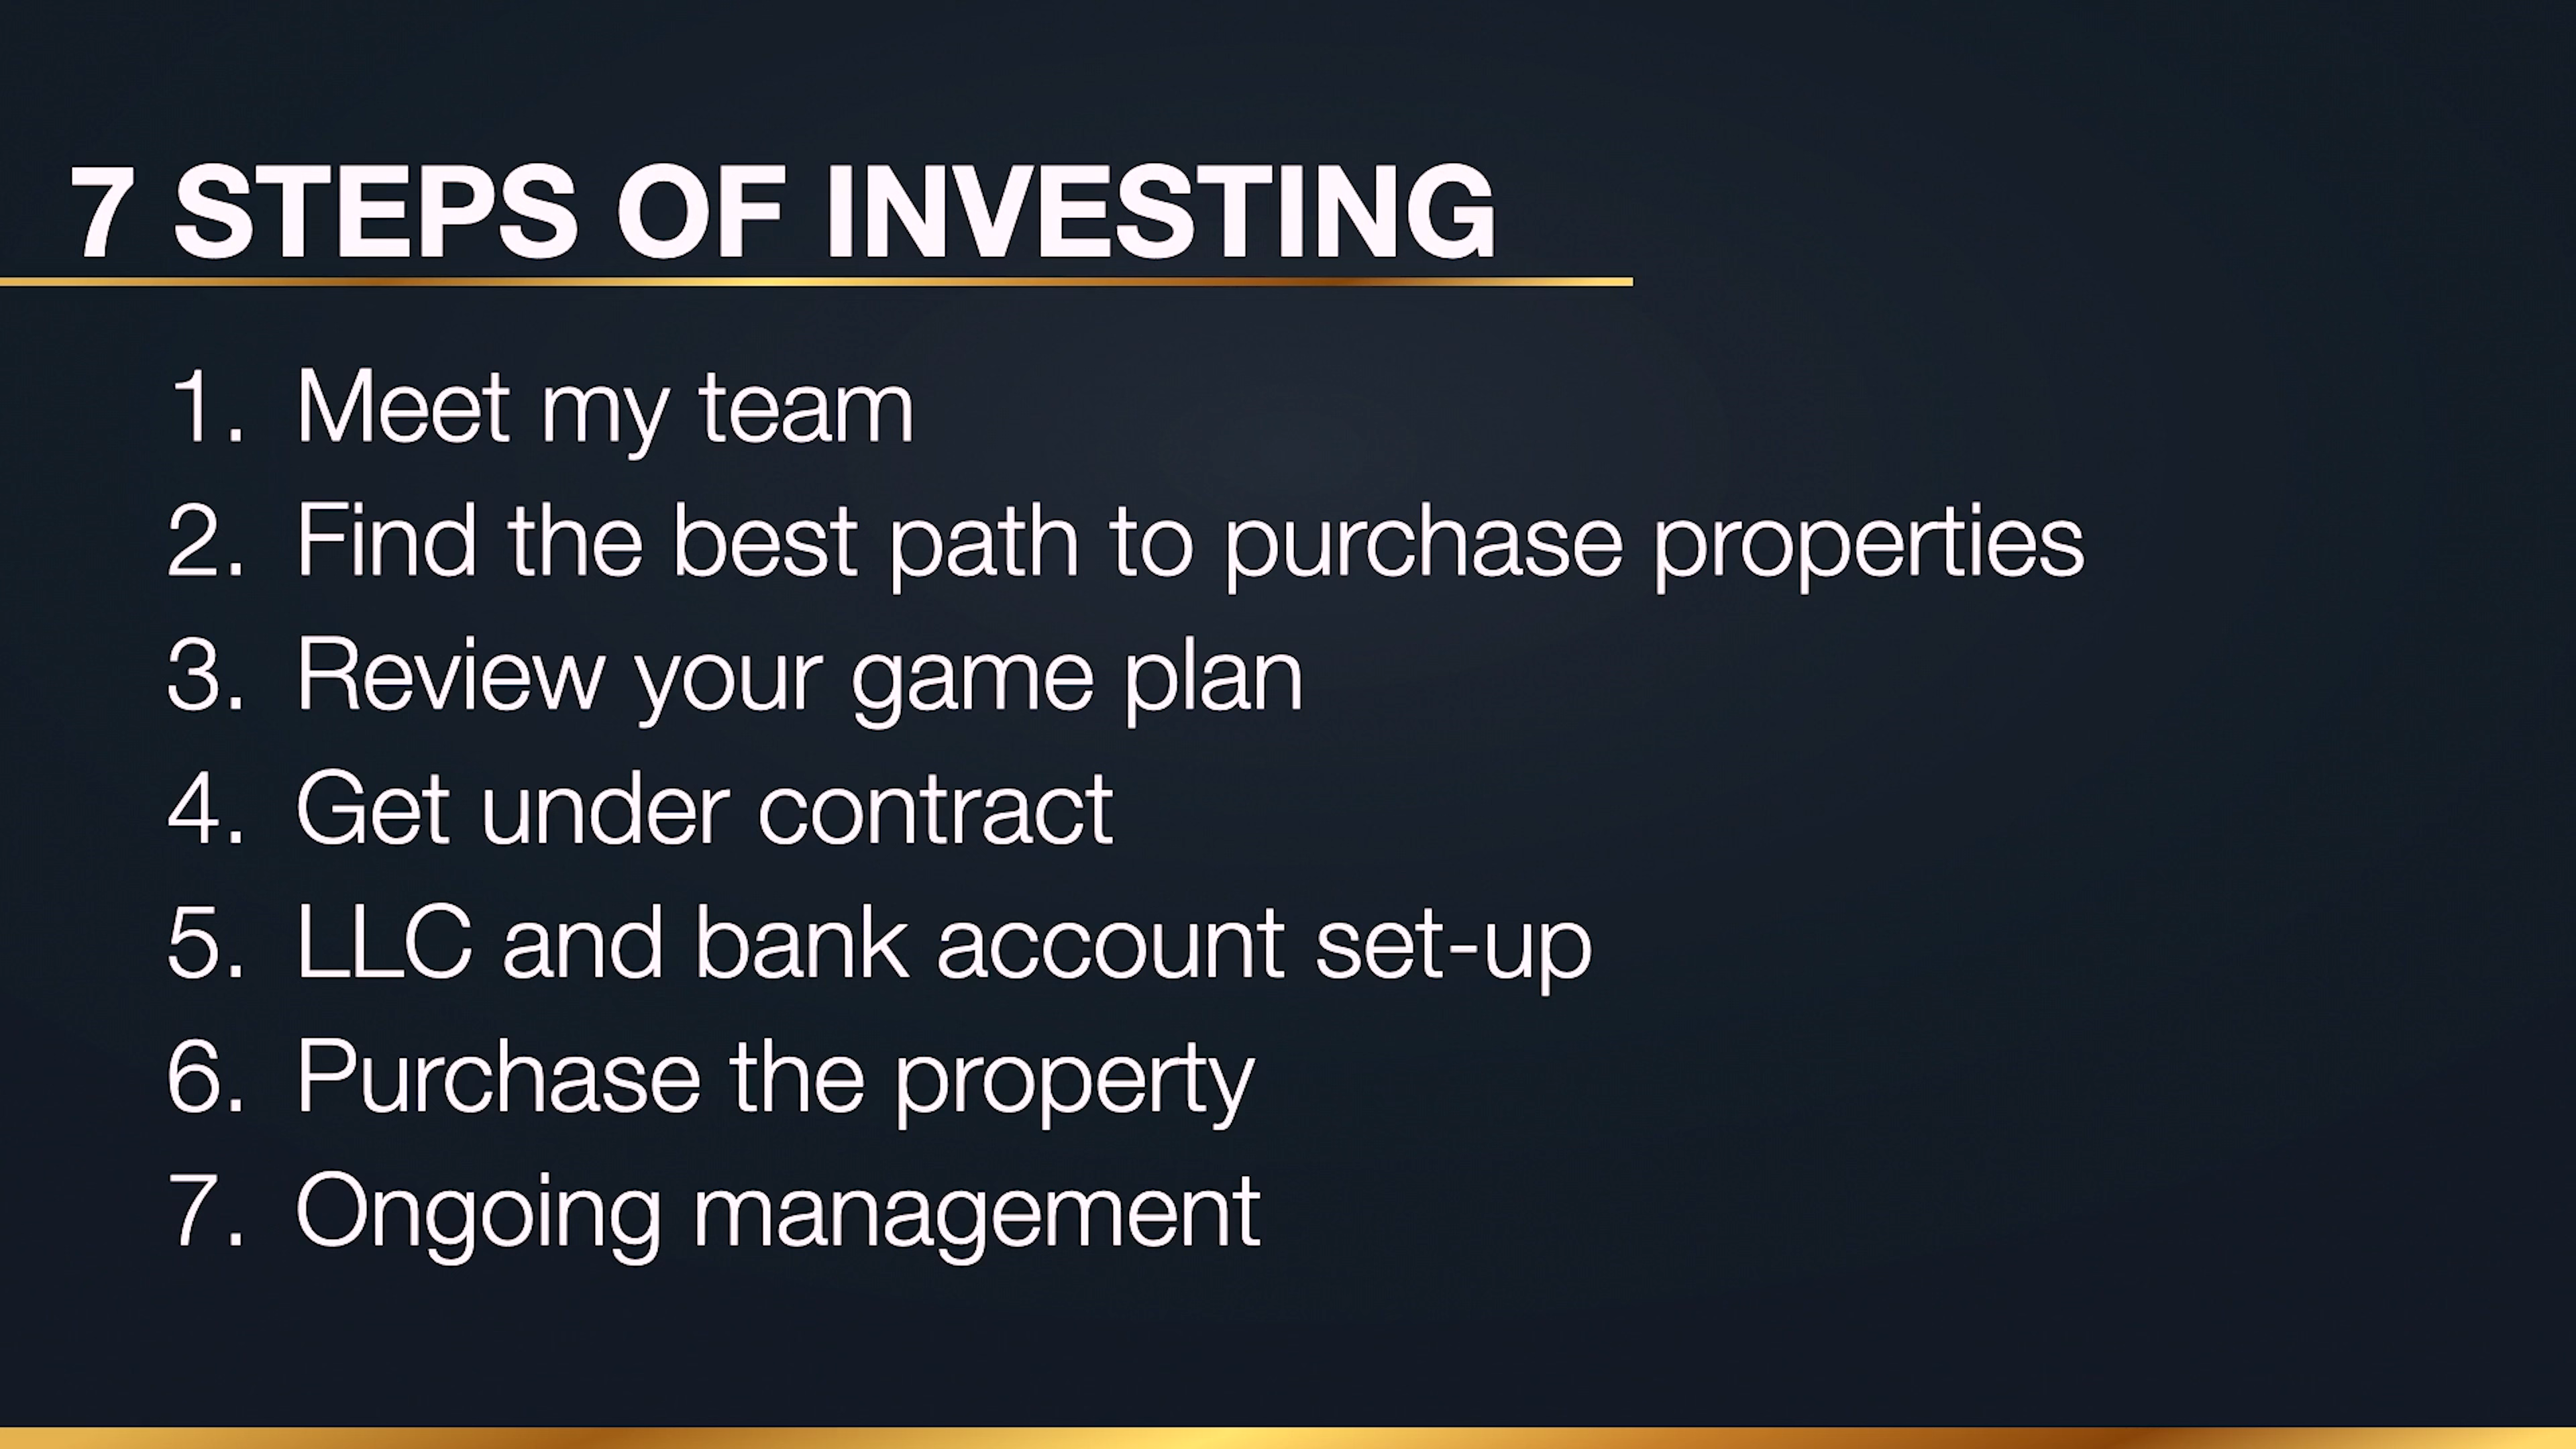 7 STEPS OF INVESTING
1. Meet my team
2. Find the best path to purchase properties
3. Review your game plan
4. Get under contract
5. LLC and bank account set-up
6. Purchase the property
7. Ongoing management